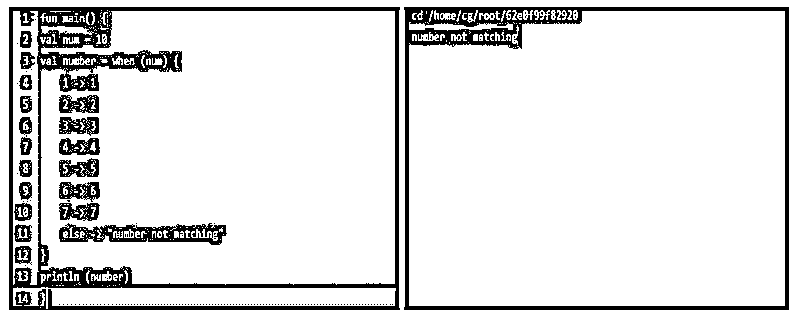 1 fun main() {
2 val num = 10
3 val number = when (num) {
4 1 -> 1
5 2 -> 2
6 3 -> 3
7 4 -> 4
8 5 -> 5
9 6 -> 6
10 7 -> 7
11 else -> "number not matching"
12 }
13 println (number)
14 }
cd /home/cg/root/62e0f99f82920
number not matching